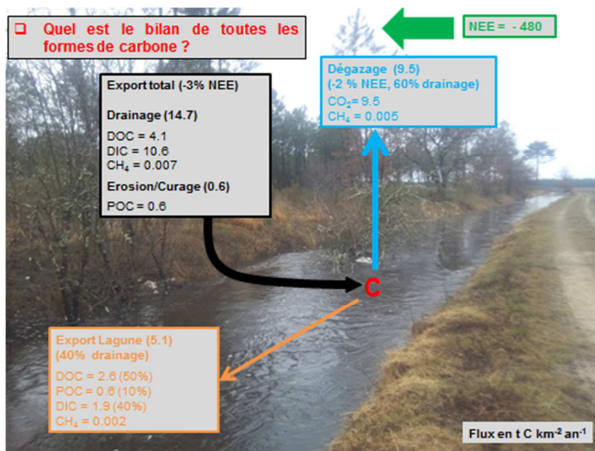 ❑ Quel est le bilan de toutes les
formes de carbone ?
NEE = - 480
Export total (-3% NEE)
Drainage (14.7)
DOC = 4.1
DIC = 10.6
CH₄ = 0.007
Erosion/Curage (0.6)
POC = 0.6
Dégazage (9.5)
(-2 % NEE, 60% drainage)
CO₂= 9.5
CH₄ = 0.005
C
Export Lagune (5.1)
(40% drainage)
DOC = 2.6 (50%)
POC = 0.6 (10%)
DIC = 1.9 (40%)
CH₄ = 0.002
Flux en t C km⁻² an⁻¹